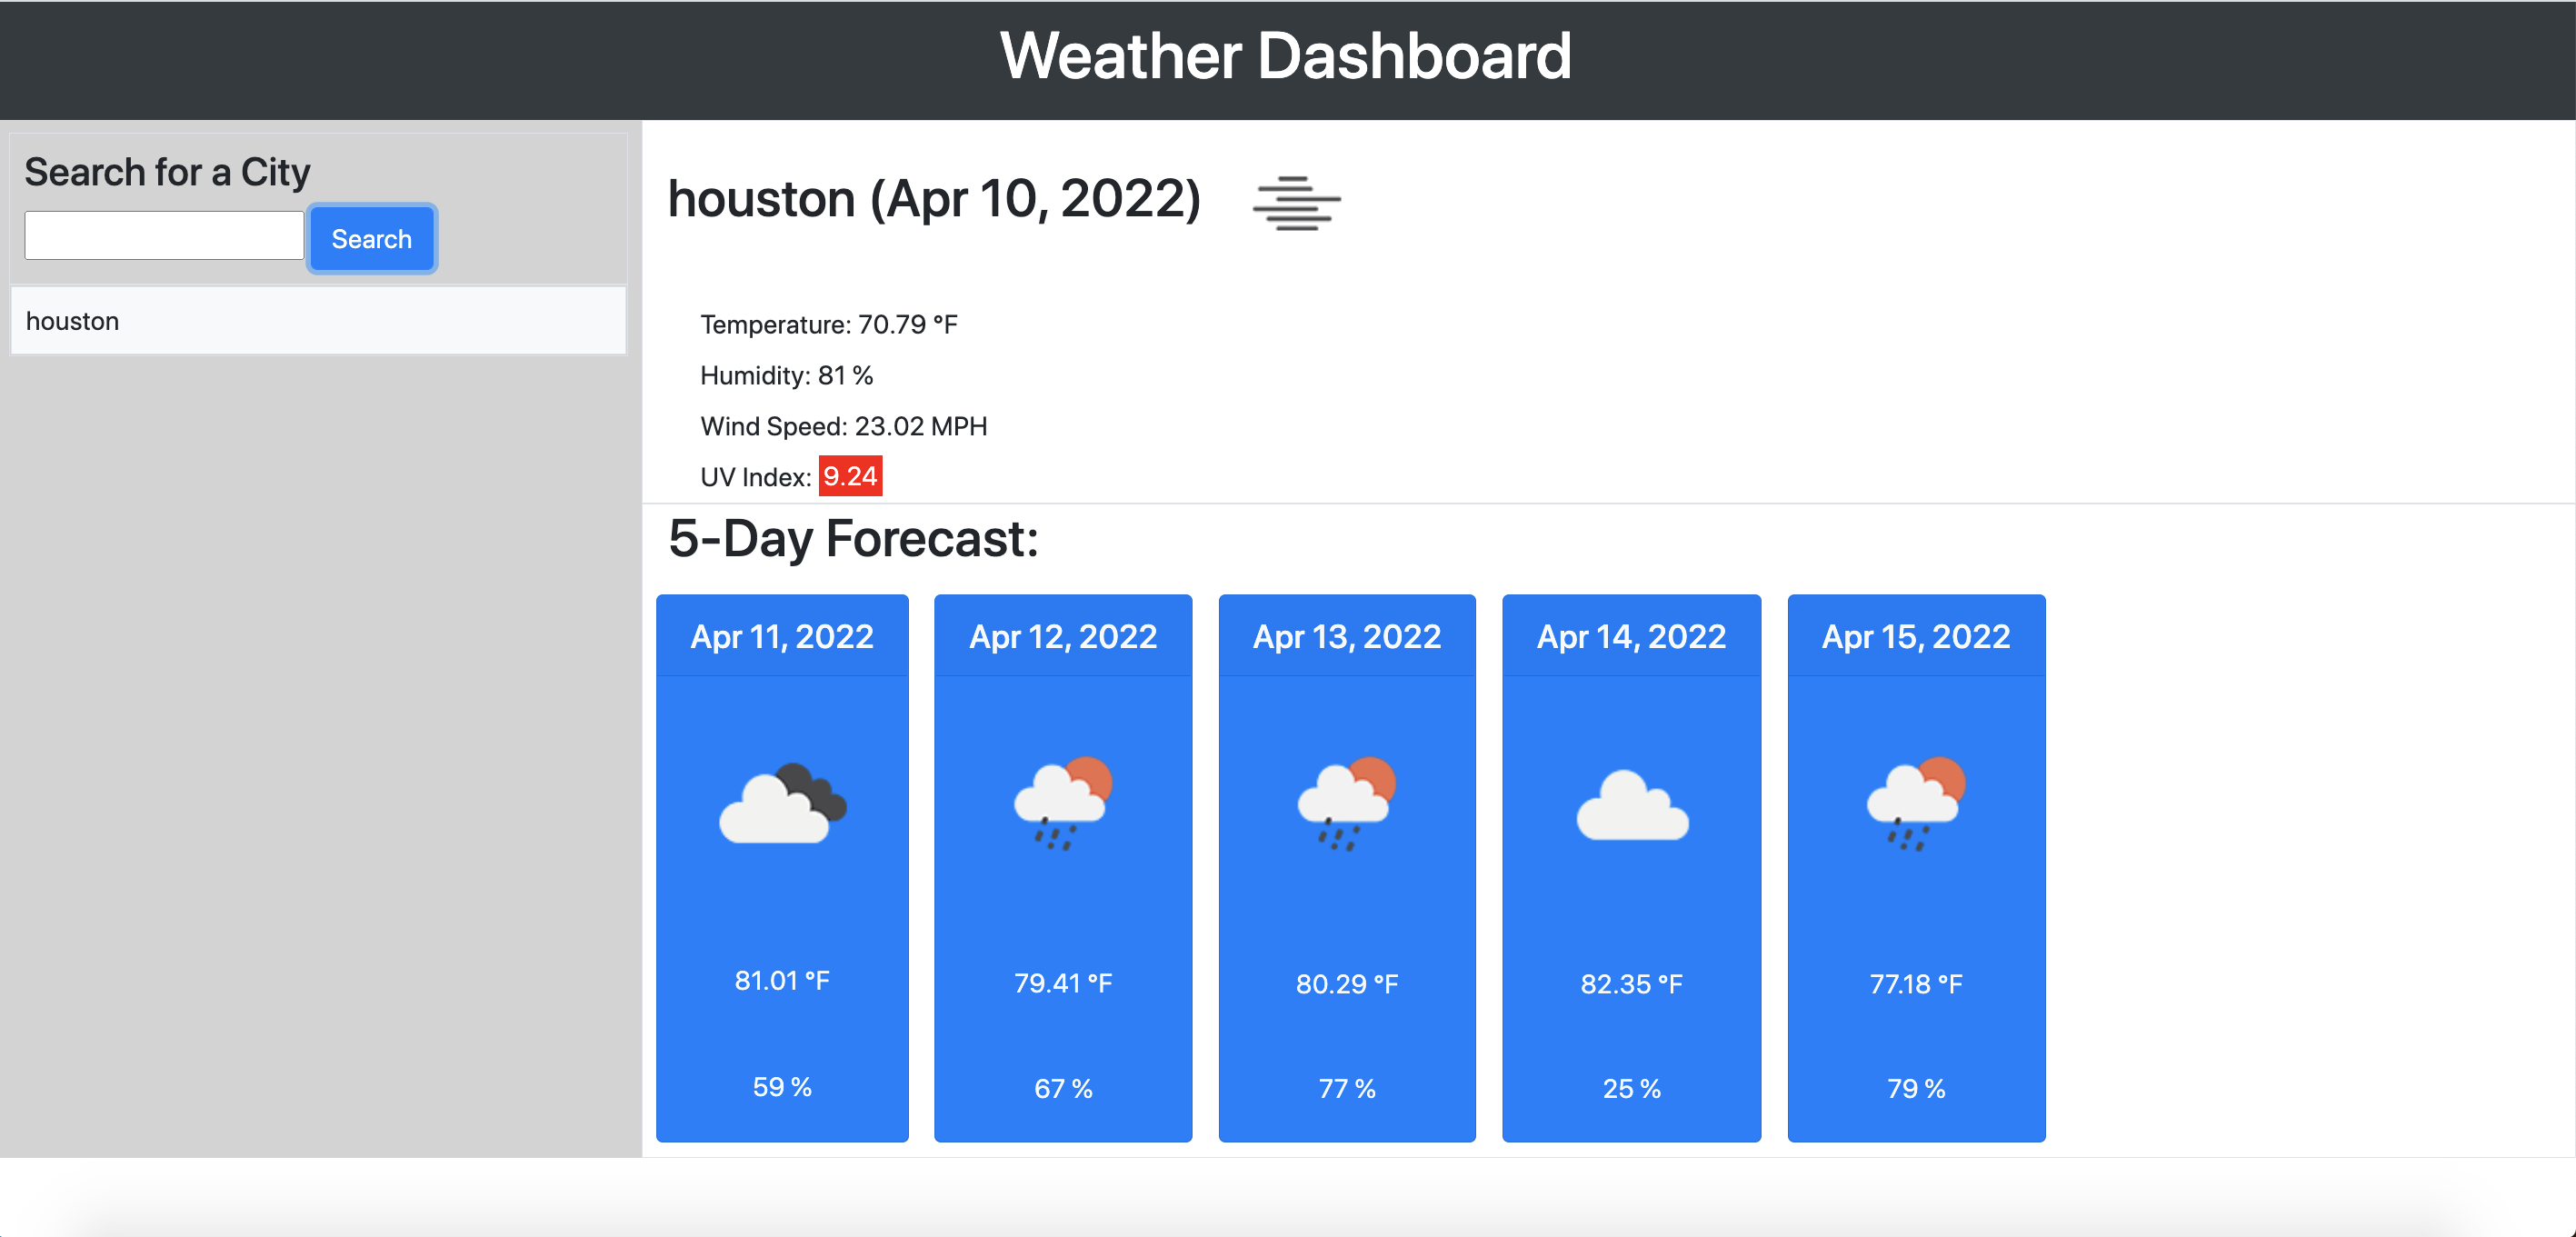 Weather Dashboard
Search for a City
Search
houston
houston (Apr 10, 2022)
Temperature: 70.79 °F
Humidity: 81 %
Wind Speed: 23.02 MPH
UV Index: 9.24
5-Day Forecast:
Apr 11, 2022
81.01 °F
59 %
Apr 12, 2022
79.41 °F
67 %
Apr 13, 2022
80.29 °F
77 %
Apr 14, 2022
82.35 °F
25 %
Apr 15, 2022
77.18 °F
79 %